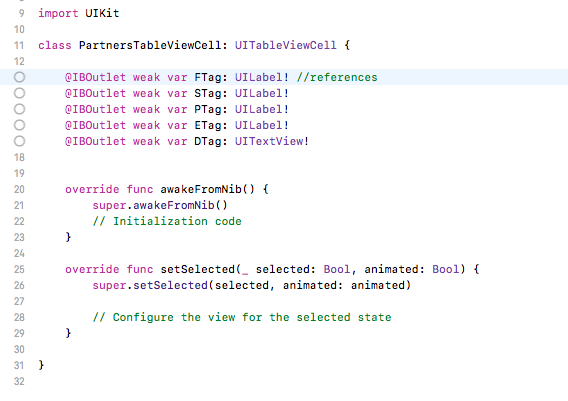 9 import UIKit
10
11 class PartnersTableViewCell: UITableViewCell {
12
@IBOutlet weak var FTag: UILabel! //references
@IBOutlet weak var STag: UILabel!
@IBOutlet weak var PTag: UILabel!
@IBOutlet weak var ETag: UILabel!
@IBOutlet weak var DTag: UITextView!
18
19
20 override func awakeFromNib() {
21 super.awakeFromNib()
22 // Initialization code
23 }
24
25 override func setSelected(_ selected: Bool, animated: Bool) {
26 super.setSelected(selected, animated: animated)
27
28 // Configure the view for the selected state
29 }
30
31 }
32